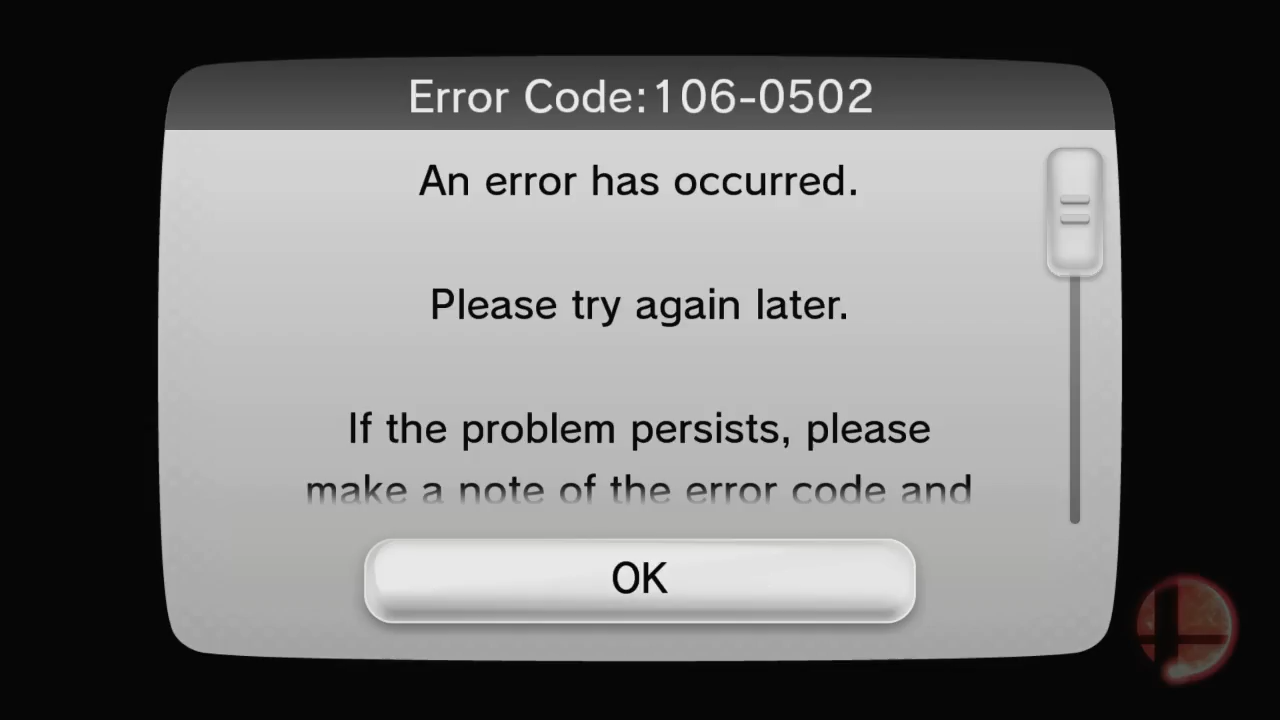 Error Code:106-0502
An error has occurred.
Please try again later.
If the problem persists, please
make a note of the error code and
OK